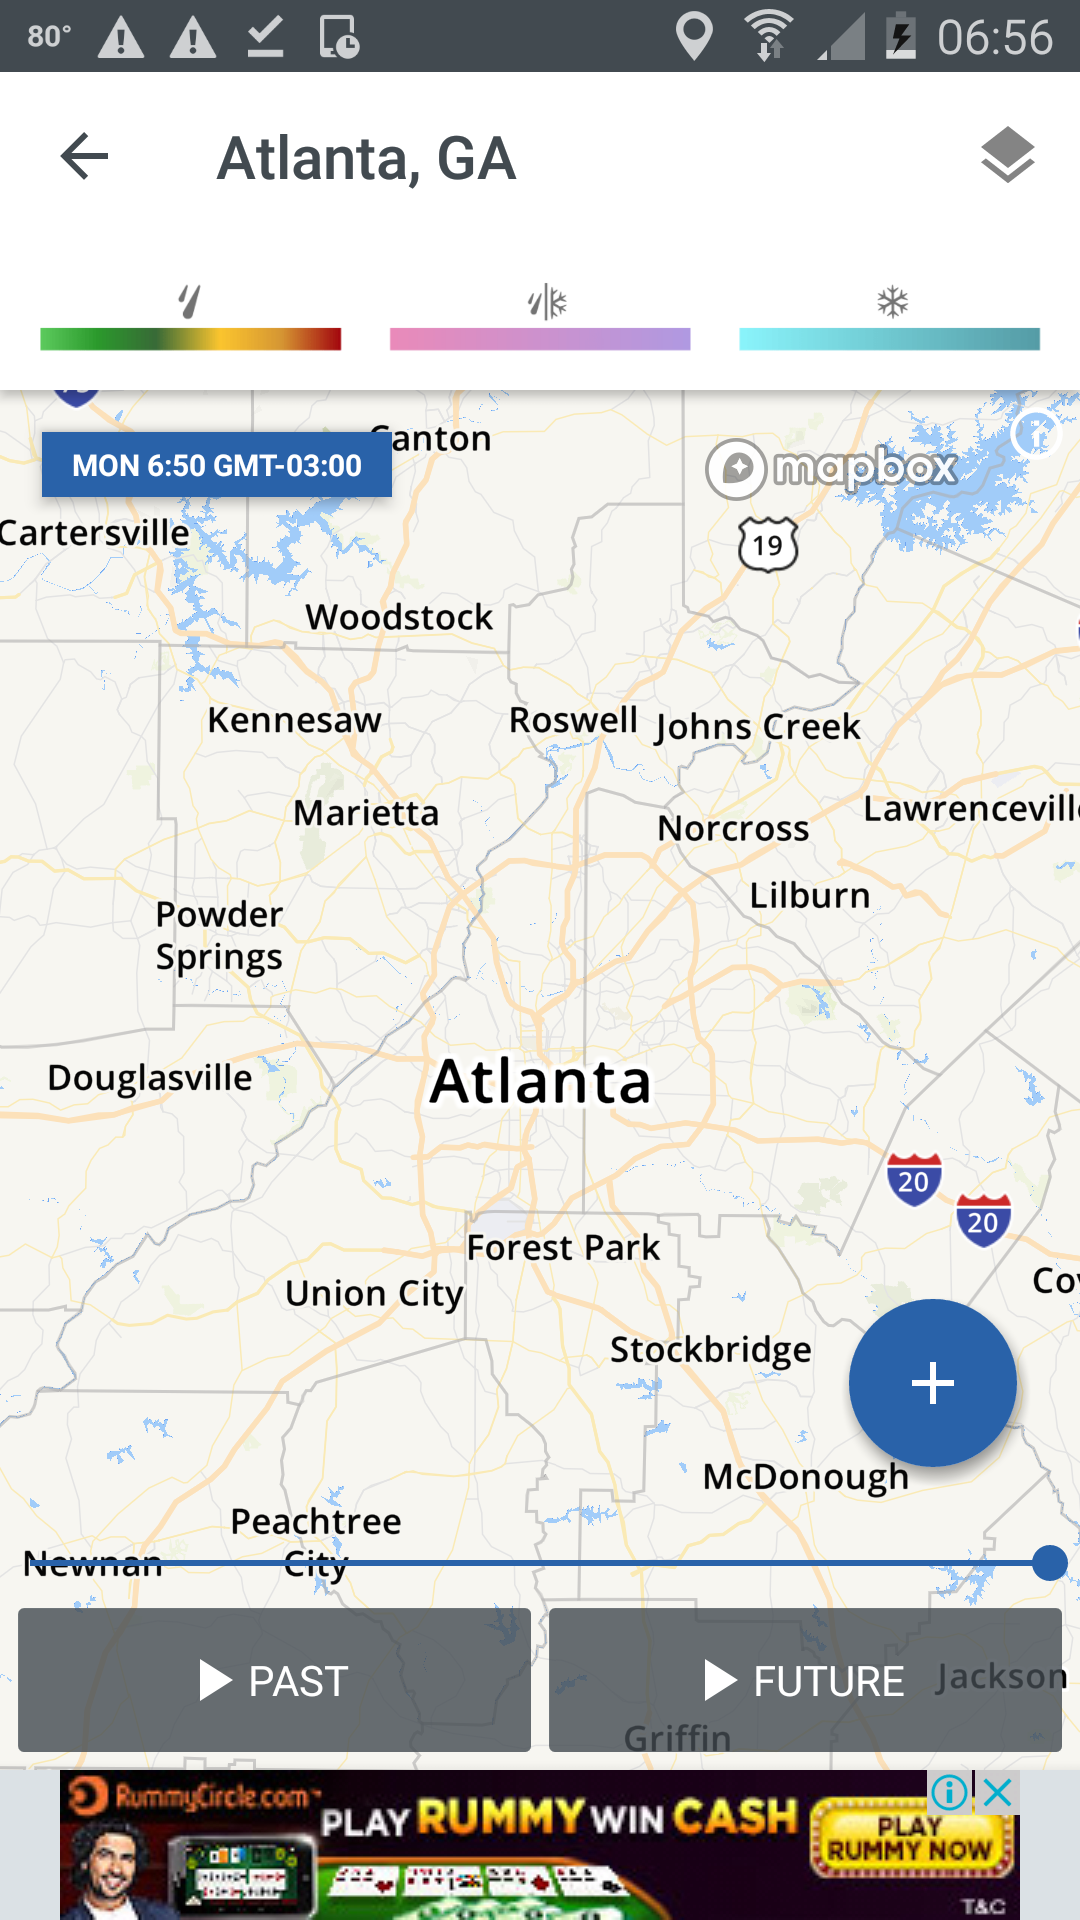 80° 06:56
Atlanta, GA
Canton
MON 6:50 GMT-03:00
mapbox
Cartersville
19
Woodstock
Kennesaw
Roswell
Johns Creek
Marietta
Lawrenceville
Norcross
Lilburn
Powder
Springs
Douglasville
Atlanta
20
20
Forest Park
Union City
Stockbridge
McDonough
Peachtree
City
Newnan
PAST
FUTURE
Jackson
Griffin
RummyCircle.com
PLAY RUMMY WIN CASH
PLAY
RUMMY NOW
T&C